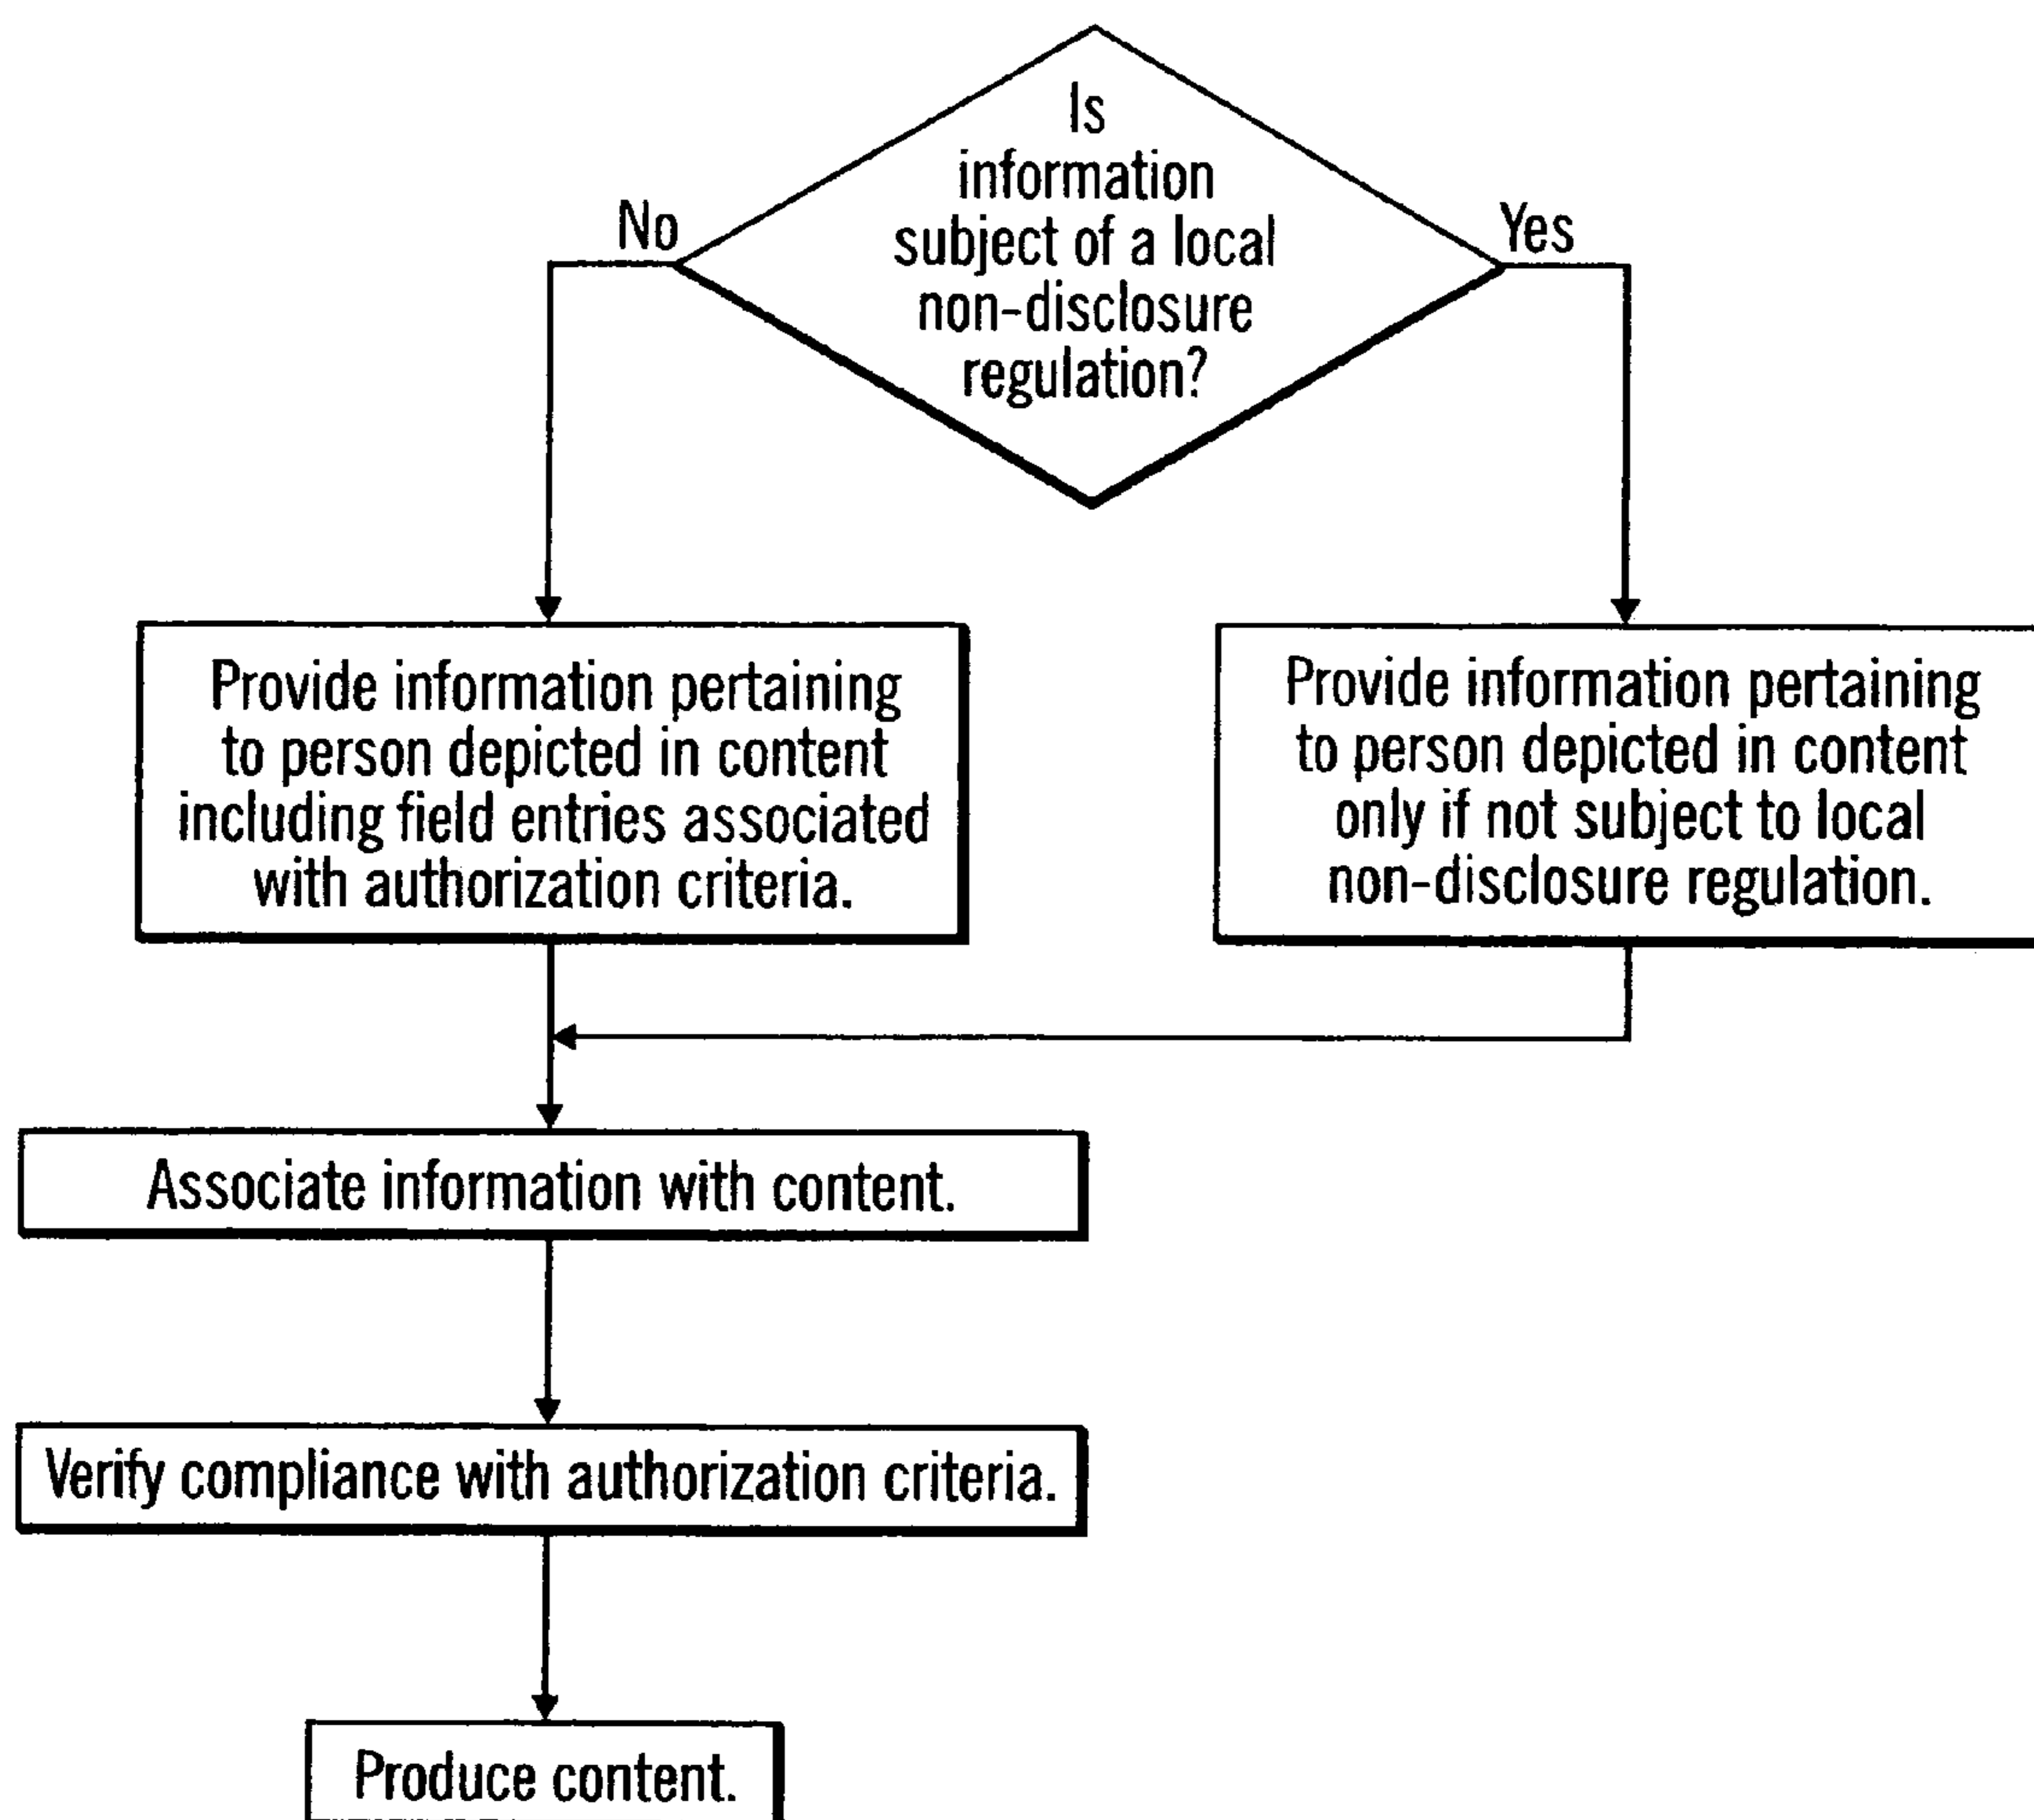 Is
information
subject of a local
non-disclosure
regulation?
No
Yes
Provide information pertaining
to person depicted in content
including field entries associated
with authorization criteria.
Provide information pertaining
to person depicted in content
only if not subject to local
non-disclosure regulation.
Associate information with content.
Verify compliance with authorization criteria.
Produce content.